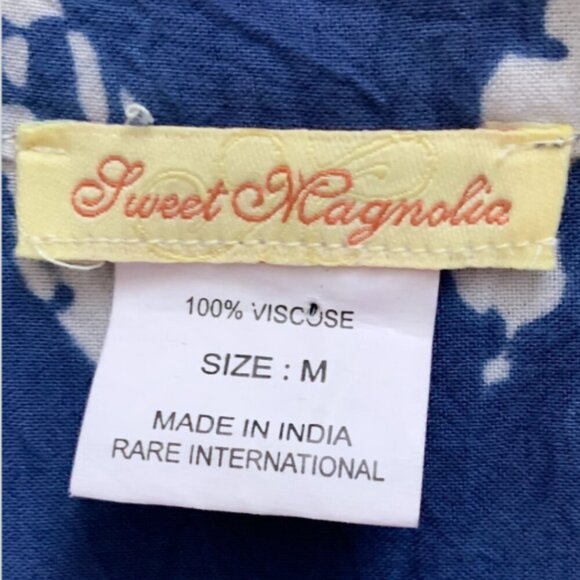 Sweet Magnolia
100% VISCOSE
SIZE : M
MADE IN INDIA
RARE INTERNATIONAL